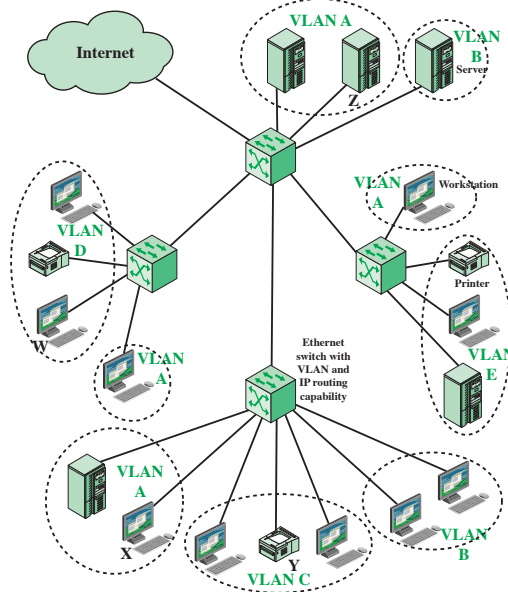 VLAN A
Internet
VLAN
B
Server
Z
VLAN
A
Workstation
VLAN
D
Printer
W
Ethernet
switch with
VLAN and
IP routing
capability
VLAN
A
VLAN
E
VLAN
A
X
Y
VLAN C
VLAN
B